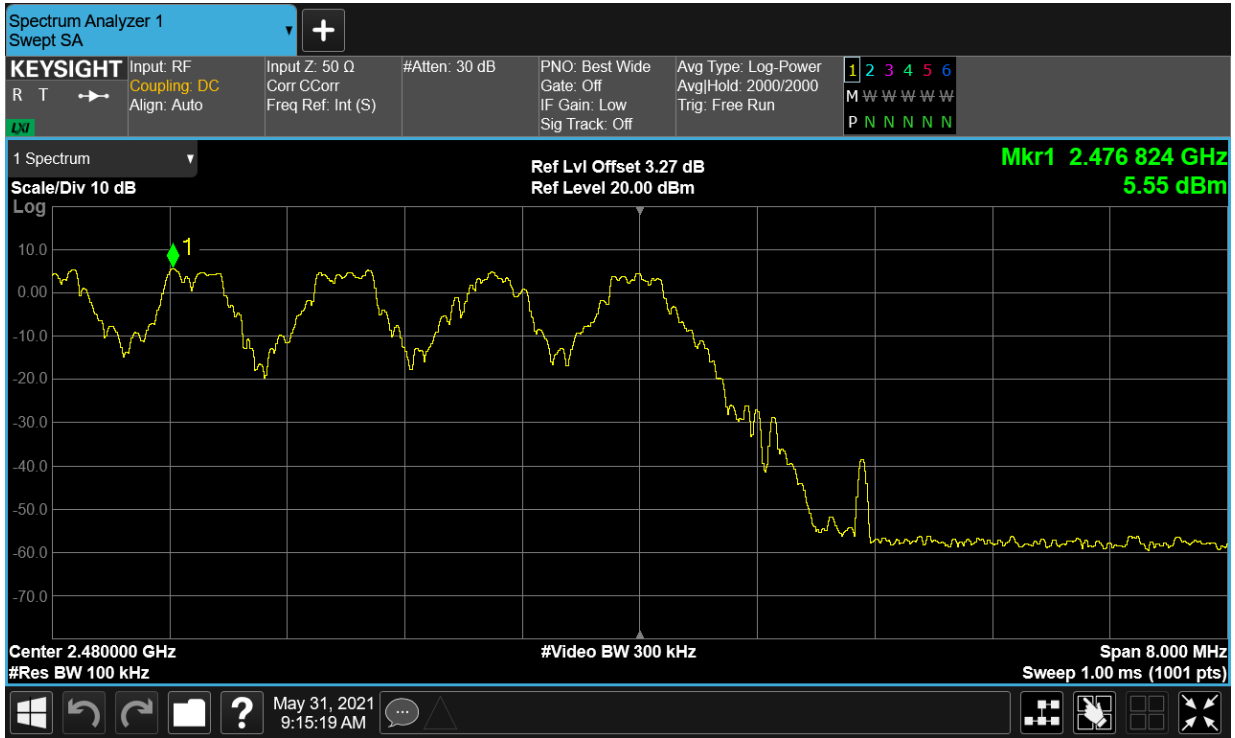 Spectrum Analyzer 1
Swept SA
▼
+
KEYSIGHT
R T
LXI
Input: RF
Coupling: DC
Align: Auto
Input Z: 50 Ω
Corr CCorr
Freq Ref: Int (S)
#Atten: 30 dB
PNO: Best Wide
Gate: Off
IF Gain: Low
Sig Track: Off
Avg Type: Log-Power
Avg|Hold: 2000/2000
Trig: Free Run
1 2 3 4 5 6
M W W W W W
P N N N N N
1 Spectrum ▼
Scale/Div 10 dB
Log
Ref Lvl Offset 3.27 dB
Ref Level 20.00 dBm
Mkr1 2.476 824 GHz
5.55 dBm
1
10.0
0.00
-10.0
-20.0
-30.0
-40.0
-50.0
-60.0
-70.0
Center 2.480000 GHz
#Res BW 100 kHz
#Video BW 300 kHz
Span 8.000 MHz
Sweep 1.00 ms (1001 pts)
?
May 31, 2021
9:15:19 AM